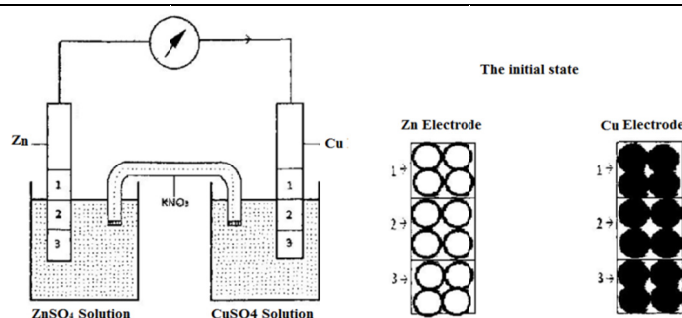 The initial state
Zn
Cu
Zn Electrode
Cu Electrode
1
2
3
1
2
3
KNO₃
1
2
3
1
2
3
ZnSO₄ Solution
CuSO4 Solution